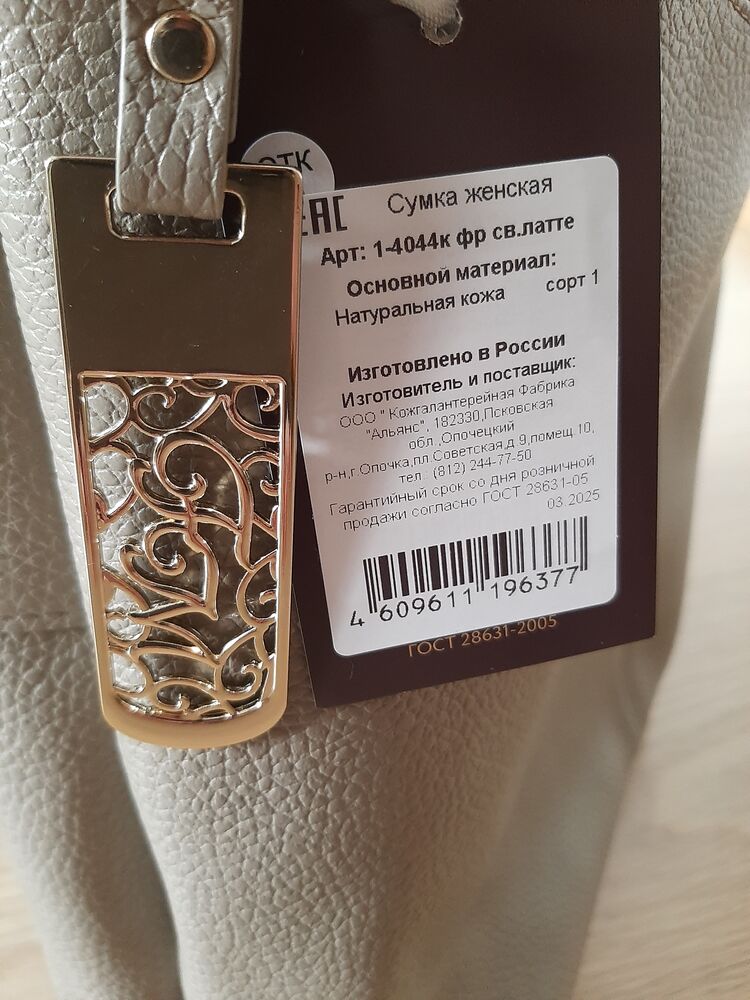 ОТК
ЕАС
Сумка женская
Арт: 1-4044к фр св.латте
Основной материал:
Натуральная кожа сорт 1
Изготовлено в России
Изготовитель и поставщик:
ООО " Кожгалантерейная Фабрика
"Альянс", 182330,Псковская
обл.,Опочецкий
р-н,г.Опочка,пл.Советская,д.9,помещ.10,
тел.: (812) 244-77-50
Гарантийный срок со дня розничной
продажи согласно ГОСТ 28631-05
03.2025
4 609611 196377
ГОСТ 28631-2005